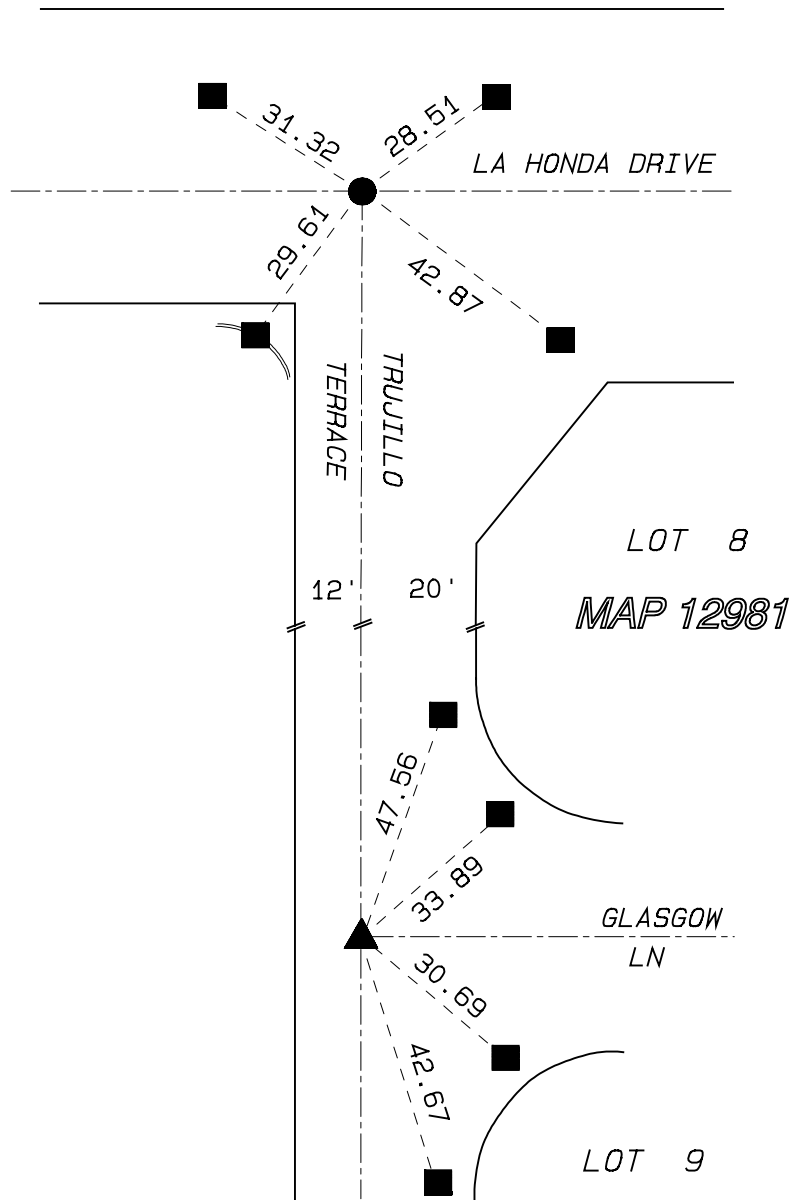 31.32
28.51
LA HONDA DRIVE
29.61
42.87
TRUJILLO
TERRACE
LOT 8
12' 20'
MAP 12981
47.56
33.89
GLASGOW
LN
30.69
42.67
LOT 9